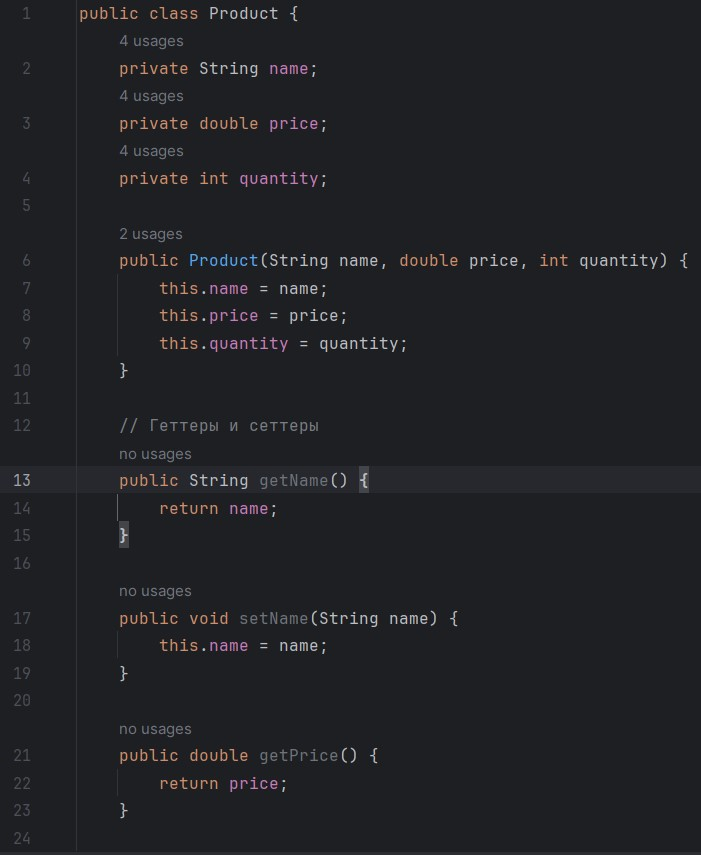 1 public class Product {
4 usages
2 private String name;
4 usages
3 private double price;
4 usages
4 private int quantity;
5
2 usages
6 public Product(String name, double price, int quantity) {
7 this.name = name;
8 this.price = price;
9 this.quantity = quantity;
10 }
11
12 // Геттеры и сеттеры
no usages
13 public String getName() {
14 return name;
15 }
16
no usages
17 public void setName(String name) {
18 this.name = name;
19 }
20
no usages
21 public double getPrice() {
22 return price;
23 }
24